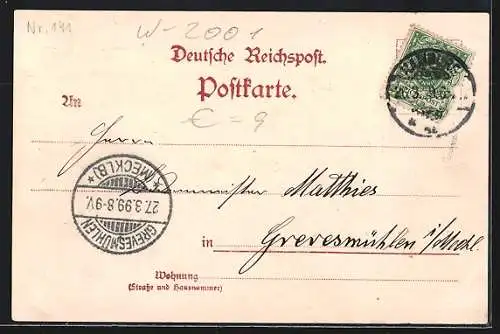 Nr. 141
W-2001
Deutsche Reichspost.
Postkarte.
€ = 9
An
Herrn
Matthies
in Grevesmühlen i/Meckl.
GREVESMÜHLEN
27.3.99.8-9V.
*(MECKLB)*
Wohnung
(Straße und Hausnummer)